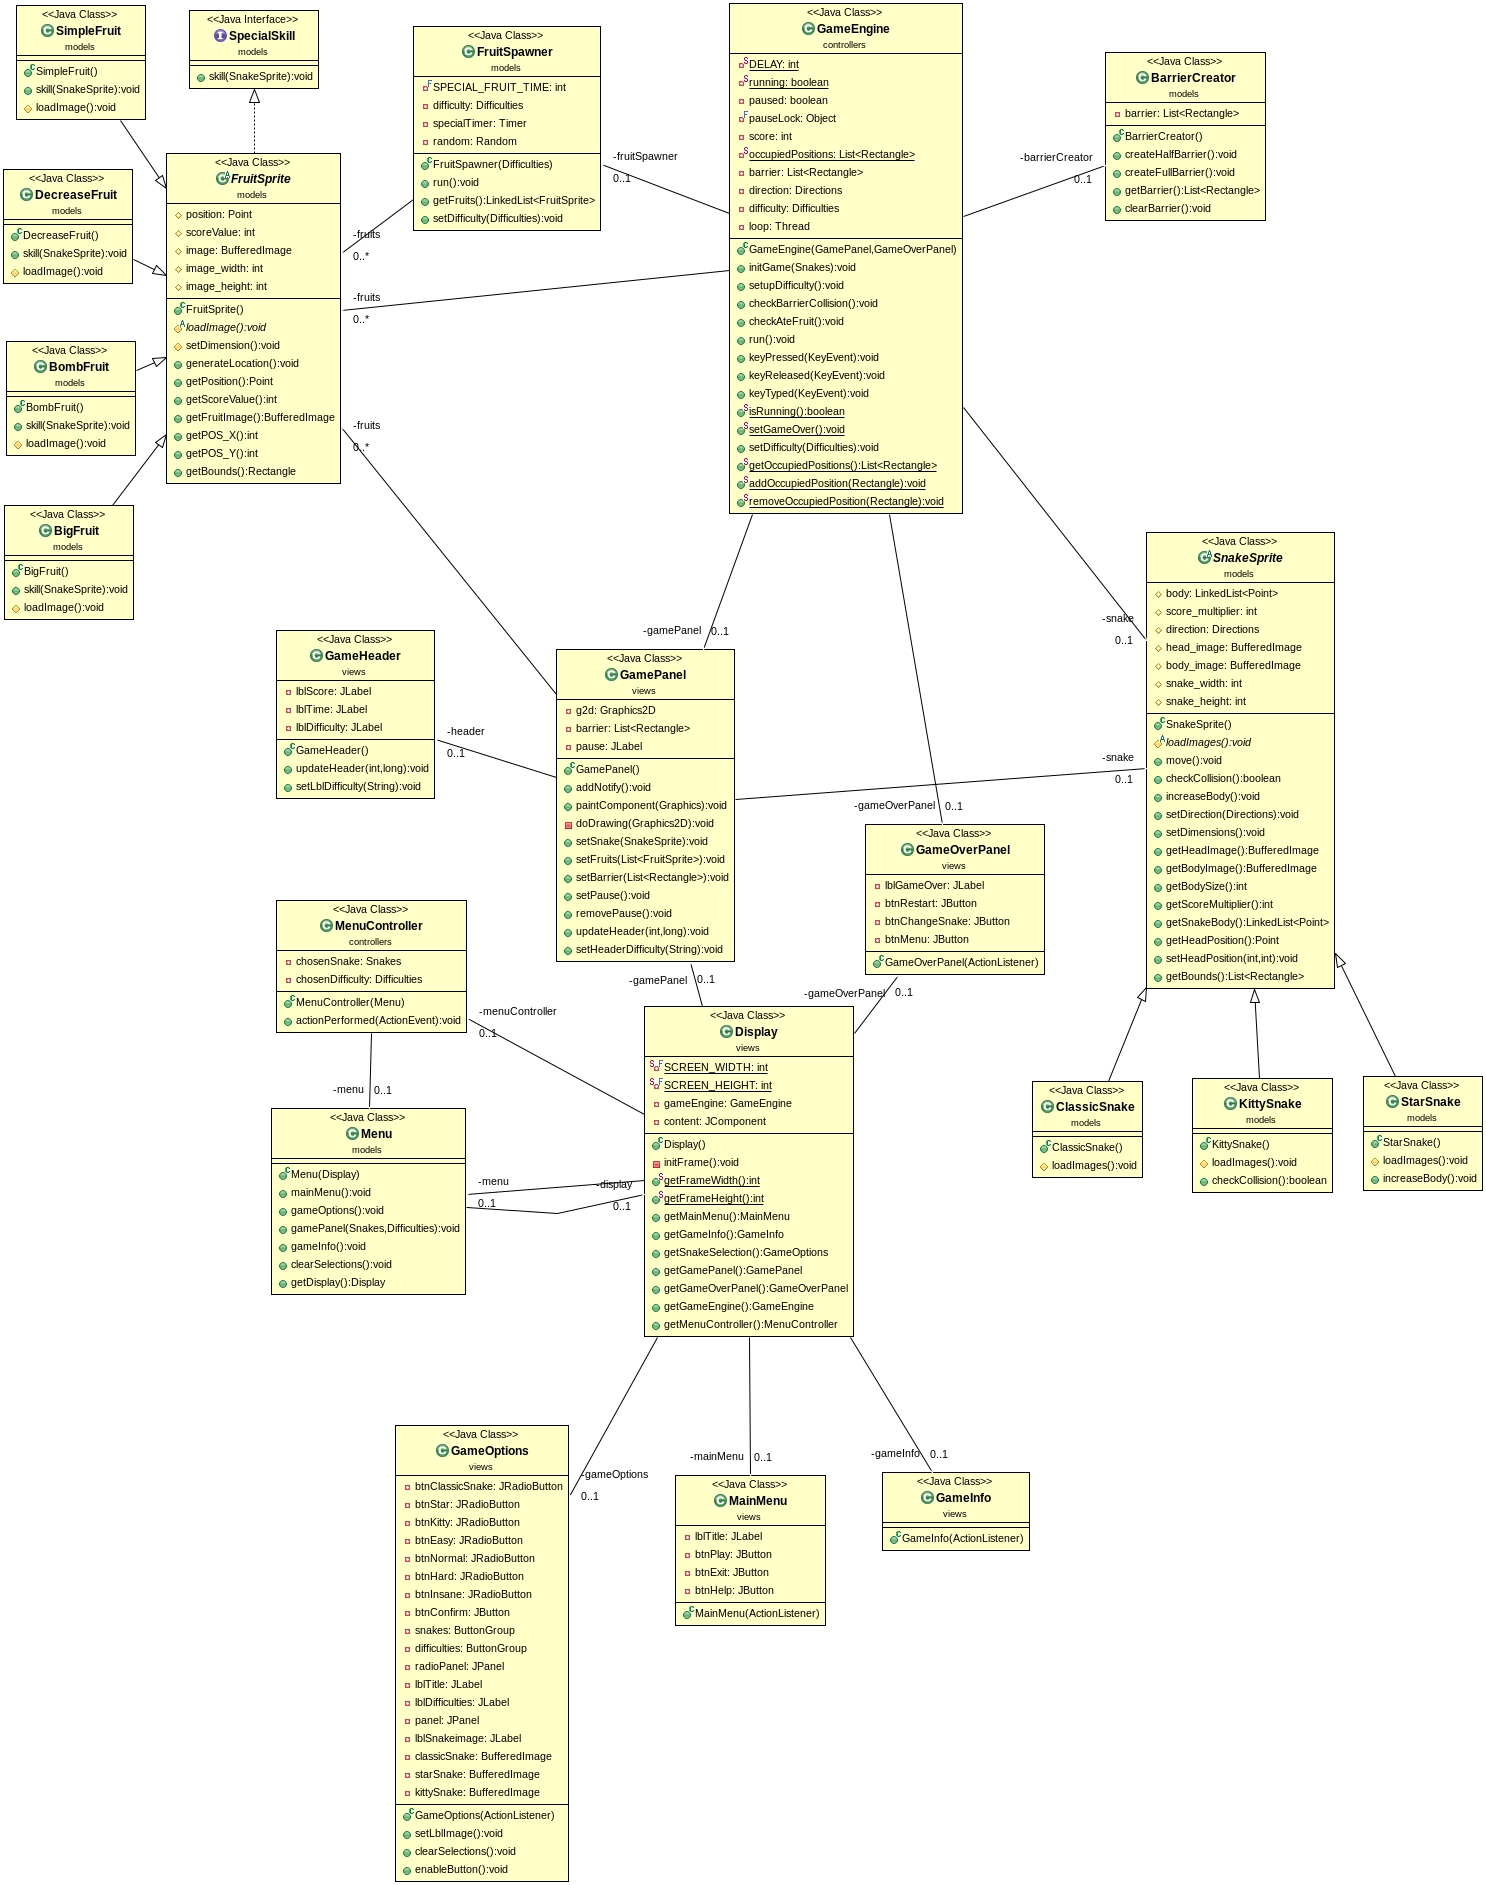 <<Java Class>>
SimpleFruit
models
SimpleFruit()
skill(SnakeSprite):void
loadImage():void
<<Java Interface>>
SpecialSkill
models
skill(SnakeSprite):void
<<Java Class>>
FruitSpawner
models
SPECIAL_FRUIT_TIME: int
difficulty: Difficulties
specialTimer: Timer
random: Random
FruitSpawner(Difficulties)
run():void
getFruits():LinkedList<FruitSprite>
setDifficulty(Difficulties):void
<<Java Class>>
GameEngine
controllers
DELAY: int
running: boolean
paused: boolean
pauseLock: Object
score: int
occupiedPositions: List<Rectangle>
barrier: List<Rectangle>
direction: Directions
difficulty: Difficulties
loop: Thread
GameEngine(GamePanel,GameOverPanel)
initGame(Snakes):void
setupDifficulty():void
checkBarrierCollision():void
checkAteFruit():void
run():void
keyPressed(KeyEvent):void
keyReleased(KeyEvent):void
keyTyped(KeyEvent):void
isRunning():boolean
setGameOver():void
setDifficulty(Difficulties):void
getOccupiedPositions():List<Rectangle>
addOccupiedPosition(Rectangle):void
removeOccupiedPosition(Rectangle):void
<<Java Class>>
BarrierCreator
models
barrier: List<Rectangle>
BarrierCreator()
createHalfBarrier():void
createFullBarrier():void
getBarrier():List<Rectangle>
clearBarrier():void
-fruitSpawner
0..1
-barrierCreator
0..1
<<Java Class>>
DecreaseFruit
models
DecreaseFruit()
skill(SnakeSprite):void
loadImage():void
<<Java Class>>
FruitSprite
models
position: Point
scoreValue: int
image: BufferedImage
image_width: int
image_height: int
FruitSprite()
loadImage():void
setDimension():void
generateLocation():void
getPosition():Point
getScoreValue():int
getFruitImage():BufferedImage
getPOS_X():int
getPOS_Y():int
getBounds():Rectangle
-fruits
0..*
-fruits
0..*
-fruits
0..*
<<Java Class>>
BombFruit
models
BombFruit()
skill(SnakeSprite):void
loadImage():void
<<Java Class>>
BigFruit
models
BigFruit()
skill(SnakeSprite):void
loadImage():void
<<Java Class>>
SnakeSprite
models
body: LinkedList<Point>
score_multiplier: int
direction: Directions
head_image: BufferedImage
body_image: BufferedImage
snake_width: int
snake_height: int
SnakeSprite()
loadImages():void
move():void
checkCollision():boolean
increaseBody():void
setDirection(Directions):void
setDimensions():void
getHeadImage():BufferedImage
getBodyImage():BufferedImage
getBodySize():int
getScoreMultiplier():int
getSnakeBody():LinkedList<Point>
getHeadPosition():Point
setHeadPosition(int,int):void
getBounds():List<Rectangle>
-snake
0..1
-snake
0..1
-gamePanel
0..1
<<Java Class>>
GameHeader
views
lblScore: JLabel
lblTime: JLabel
lblDifficulty: JLabel
GameHeader()
updateHeader(int,long):void
setLblDifficulty(String):void
-header
0..1
<<Java Class>>
GamePanel
views
g2d: Graphics2D
barrier: List<Rectangle>
pause: JLabel
GamePanel()
addNotify():void
paintComponent(Graphics):void
doDrawing(Graphics2D):void
setSnake(SnakeSprite):void
setFruits(List<FruitSprite>):void
setBarrier(List<Rectangle>):void
setPause():void
removePause():void
updateHeader(int,long):void
setHeaderDifficulty(String):void
-gameOverPanel
0..1
<<Java Class>>
GameOverPanel
views
lblGameOver: JLabel
btnRestart: JButton
btnChangeSnake: JButton
btnMenu: JButton
GameOverPanel(ActionListener)
-gamePanel
0..1
-gameOverPanel
0..1
<<Java Class>>
MenuController
controllers
chosenSnake: Snakes
chosenDifficulty: Difficulties
MenuController(Menu)
actionPerformed(ActionEvent):void
-menuController
0..1
-menu
0..1
<<Java Class>>
Menu
models
Menu(Display)
mainMenu():void
gameOptions():void
gamePanel(Snakes,Difficulties):void
gameInfo():void
clearSelections():void
getDisplay():Display
-menu
0..1
-display
0..1
<<Java Class>>
Display
views
SCREEN_WIDTH: int
SCREEN_HEIGHT: int
gameEngine: GameEngine
content: JComponent
Display()
initFrame():void
getFrameWidth():int
getFrameHeight():int
getMainMenu():MainMenu
getGameInfo():GameInfo
getSnakeSelection():GameOptions
getGamePanel():GamePanel
getGameOverPanel():GameOverPanel
getGameEngine():GameEngine
getMenuController():MenuController
<<Java Class>>
ClassicSnake
models
ClassicSnake()
loadImages():void
<<Java Class>>
KittySnake
models
KittySnake()
loadImages():void
checkCollision():boolean
<<Java Class>>
StarSnake
models
StarSnake()
loadImages():void
increaseBody():void
-gameOptions
0..1
-mainMenu
0..1
-gameInfo
0..1
<<Java Class>>
GameOptions
views
btnClassicSnake: JRadioButton
btnStar: JRadioButton
btnKitty: JRadioButton
btnEasy: JRadioButton
btnNormal: JRadioButton
btnHard: JRadioButton
btnInsane: JRadioButton
btnConfirm: JButton
snakes: ButtonGroup
difficulties: ButtonGroup
radioPanel: JPanel
lblTitle: JLabel
lblDifficulties: JLabel
panel: JPanel
lblSnakeimage: JLabel
classicSnake: BufferedImage
starSnake: BufferedImage
kittySnake: BufferedImage
GameOptions(ActionListener)
setLblImage():void
clearSelections():void
enableButton():void
<<Java Class>>
MainMenu
views
lblTitle: JLabel
btnPlay: JButton
btnExit: JButton
btnHelp: JButton
MainMenu(ActionListener)
<<Java Class>>
GameInfo
views
GameInfo(ActionListener)